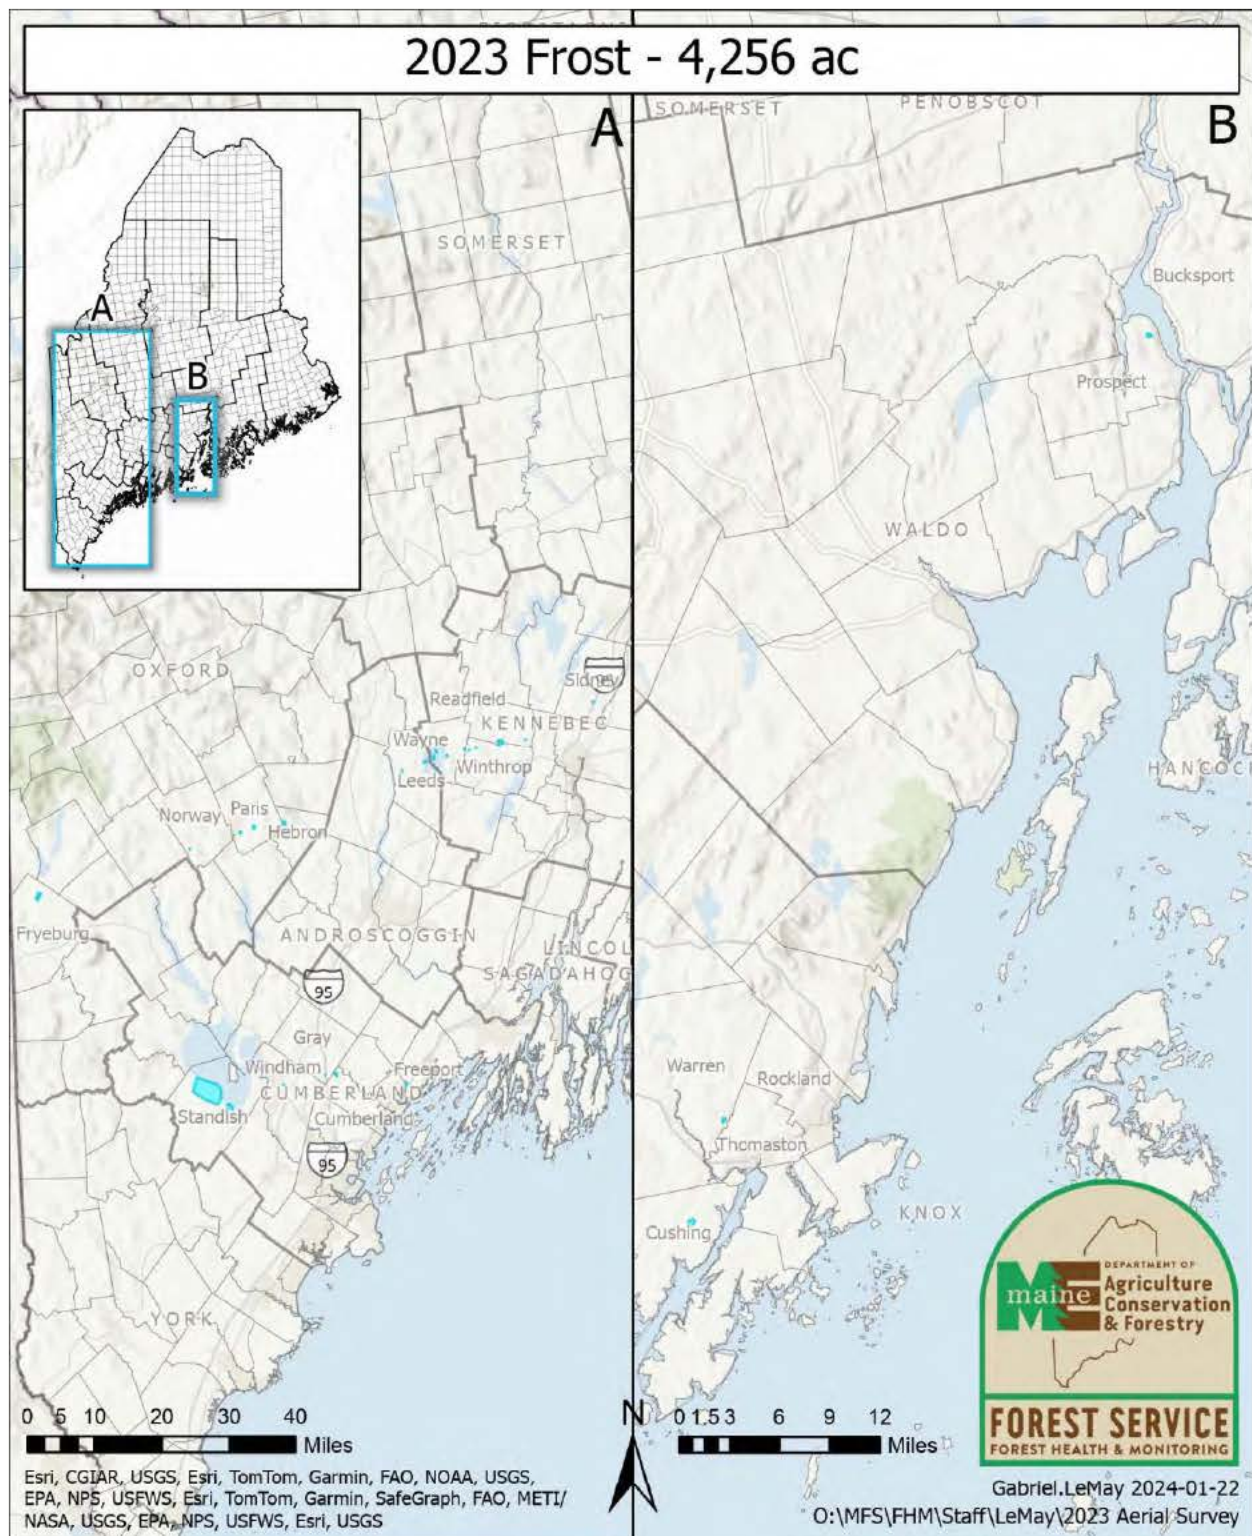 2023 Frost - 4,256 ac
A
B
A
B
SOMERSET
OXFORD
Readfield
Sidney
95
KENNEBEC
Wayne
Winthrop
Leeds
Norway
Paris
Hebron
Fryeburg
ANDROSCOGGIN
LINCOL
SAGADAHOC
95
Gray
Windham
Freeport
CUMBERLAND
Standish
Cumberland
95
YORK
0 5 10 20 30 40
Miles
Esri, CGIAR, USGS, Esri, TomTom, Garmin, FAO, NOAA, USGS,
EPA, NPS, USFWS, Esri, TomTom, Garmin, SafeGraph, FAO, METI/
NASA, USGS, EPA, NPS, USFWS, Esri, USGS
SOMERSET
PENOBSCOT
Bucksport
Prospect
WALDO
HANCOCK
Warren
Rockland
Thomaston
Cushing
KNOX
N
0 1.5 3 6 9 12
Miles
maine
DEPARTMENT OF
Agriculture
Conservation
& Forestry
FOREST SERVICE
FOREST HEALTH & MONITORING
Gabriel.LeMay 2024-01-22
O:\MFS\FHM\Staff\LeMay\2023 Aerial Survey